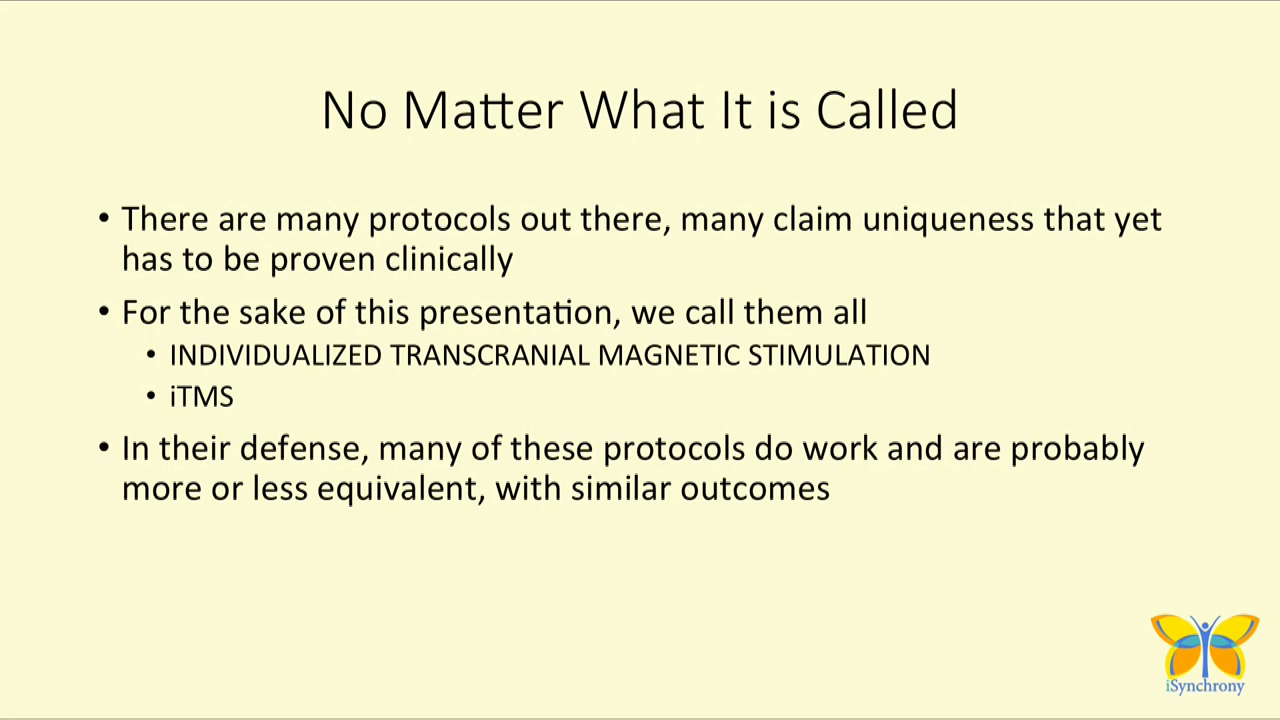 No Matter What It is Called
• There are many protocols out there, many claim uniqueness that yet
has to be proven clinically
• For the sake of this presentation, we call them all
• INDIVIDUALIZED TRANSCRANIAL MAGNETIC STIMULATION
• iTMS
• In their defense, many of these protocols do work and are probably
more or less equivalent, with similar outcomes
iSynchrony